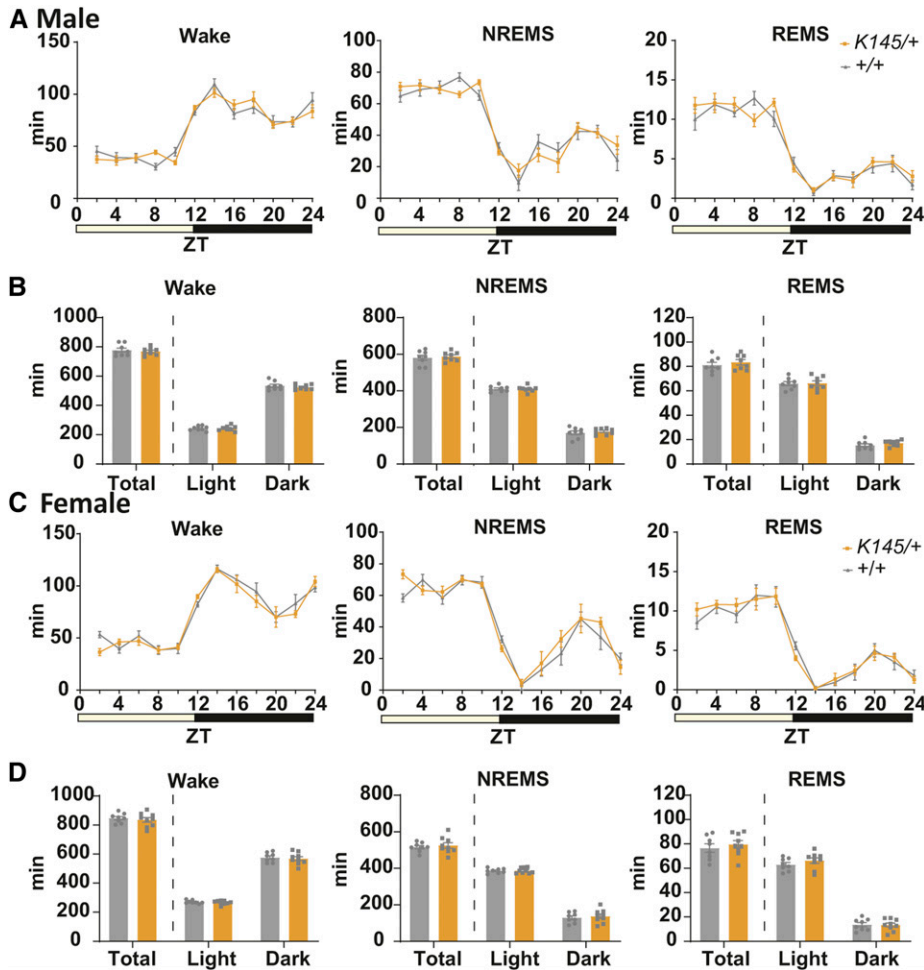 A Male
Wake NREMS REMS
K145/+
+/+
min min min
150 100 50 0
100 80 60 40 20 0
20 15 10 5 0
0 4 8 12 16 20 24 0 4 8 12 16 20 24 0 4 8 12 16 20 24
ZT ZT ZT
B
Wake NREMS REMS
min min min
1000 800 600 400 200 0
800 600 400 200 0
120 100 80 60 40 20 0
Total Light Dark Total Light Dark Total Light Dark
C Female
Wake NREMS REMS
K145/+
+/+
min min min
150 100 50 0
100 80 60 40 20 0
20 15 10 5 0
0 4 8 12 16 20 24 0 4 8 12 16 20 24 0 4 8 12 16 20 24
ZT ZT ZT
D
Wake NREMS REMS
min min min
1000 800 600 400 200 0
800 600 400 200 0
120 100 80 60 40 20 0
Total Light Dark Total Light Dark Total Light Dark